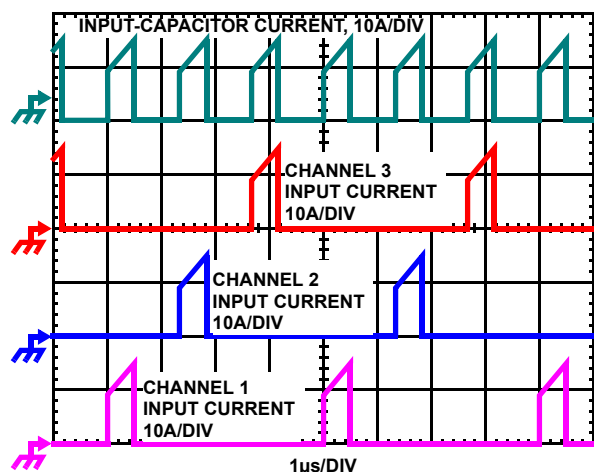 INPUT-CAPACITOR CURRENT, 10A/DIV
CHANNEL 3
INPUT CURRENT
10A/DIV
CHANNEL 2
INPUT CURRENT
10A/DIV
CHANNEL 1
INPUT CURRENT
10A/DIV
1µs/DIV